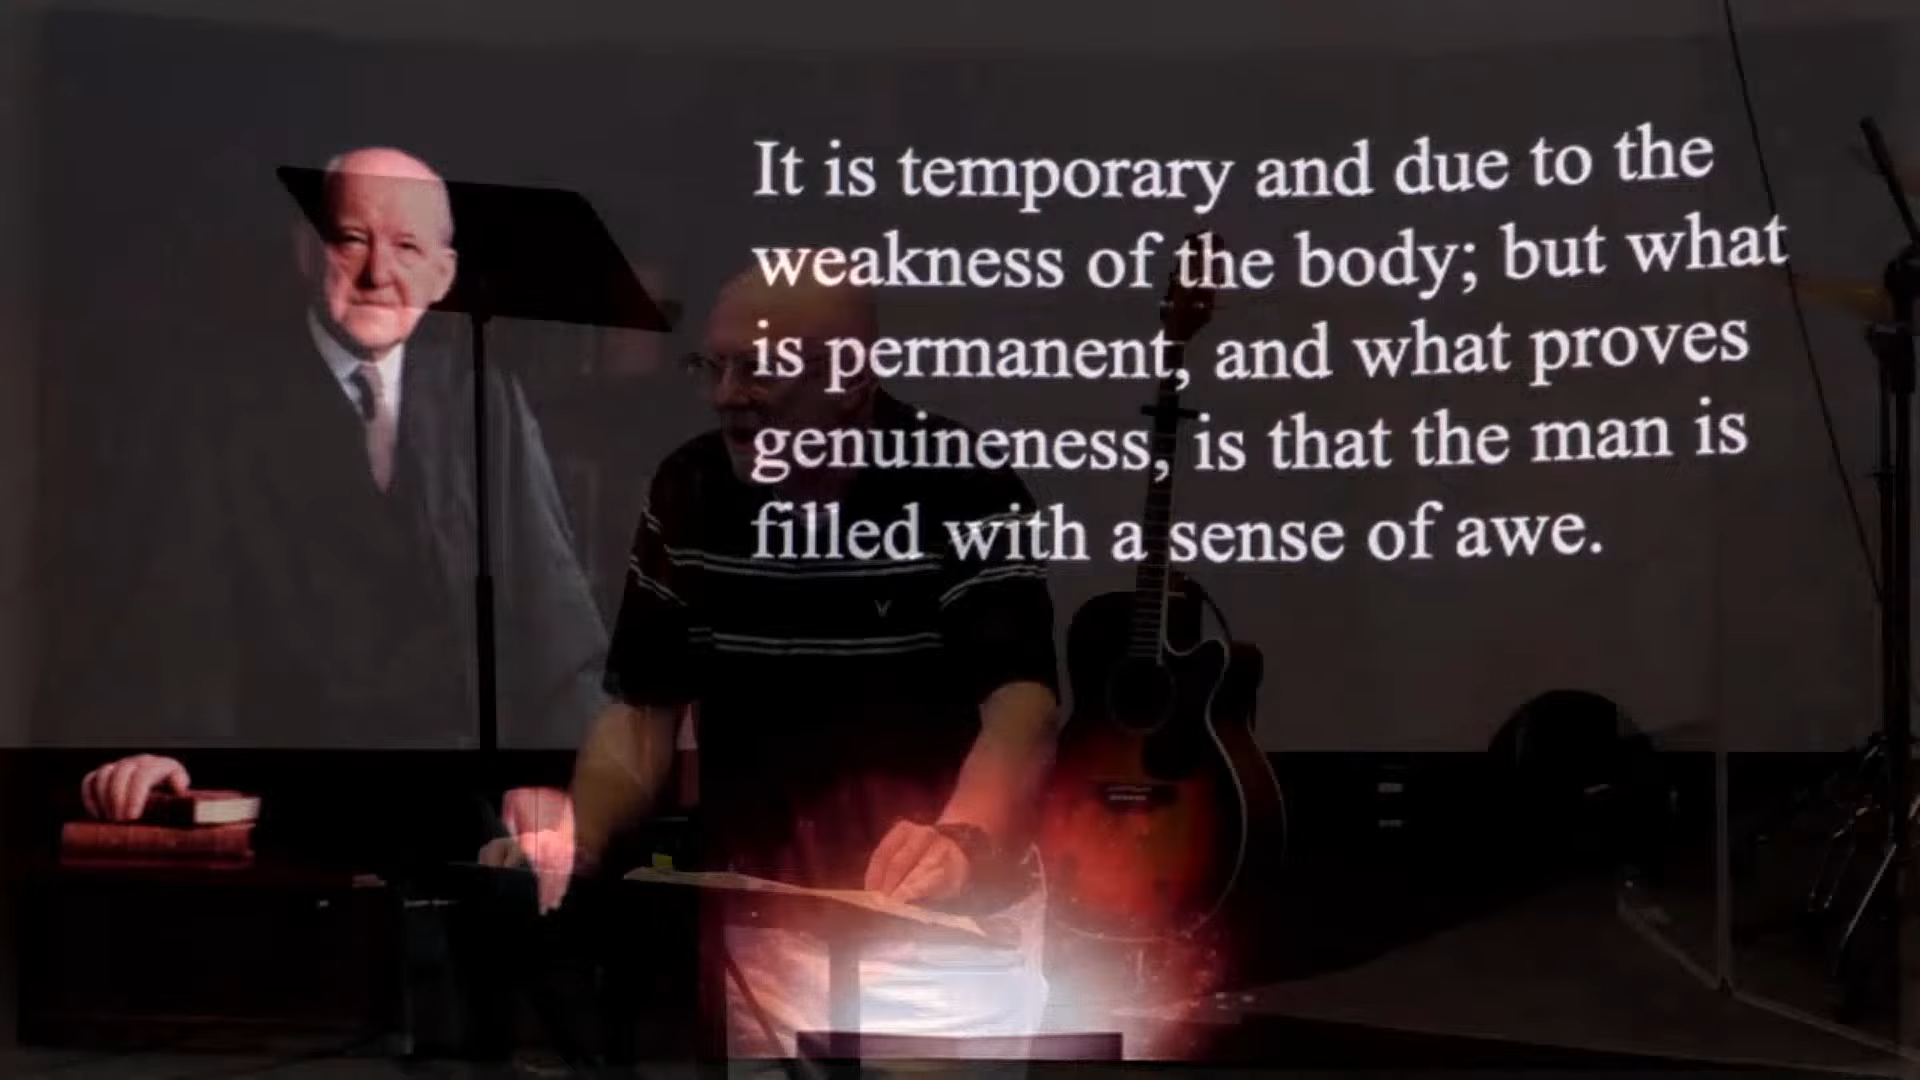 It is temporary and due to the
weakness of the body; but what
is permanent, and what proves
genuineness, is that the man is
filled with a sense of awe.